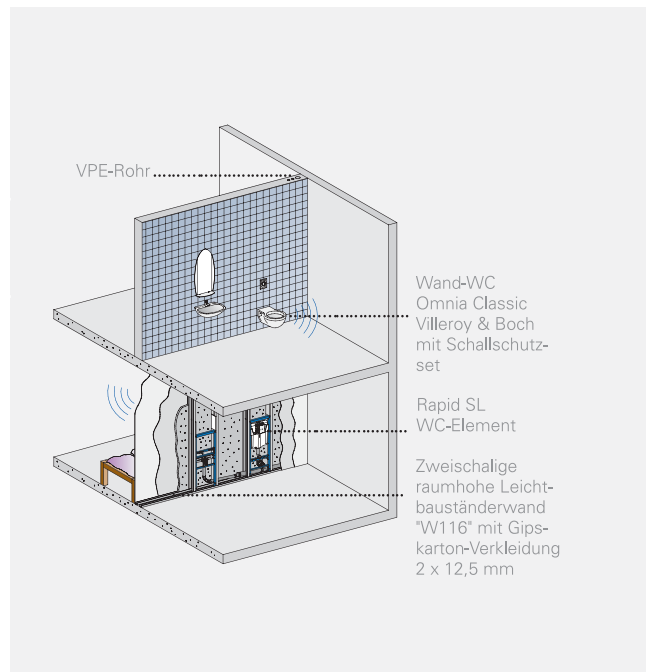 VPE-Rohr
Wand-WC
Omnia Classic
Villeroy & Boch
mit Schallschutz-
set
Rapid SL
WC-Element
Zweischalige
raumhohe Leicht-
bauständerwand
"W116" mit Gips-
karton-Verkleidung
2 x 12,5 mm